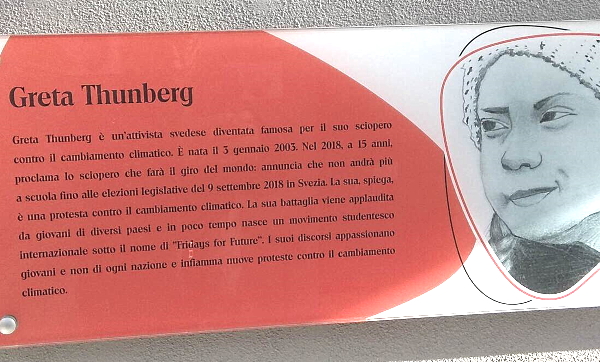 Greta Thunberg
Greta Thunberg è un'attivista svedese diventata famosa per il suo sciopero
contro il cambiamento climatico. È nata il 3 gennaio 2003. Nel 2018, a 15 anni,
proclama lo sciopero che farà il giro del mondo: annuncia che non andrà più
a scuola fino alle elezioni legislative del 9 settembre 2018 in Svezia. La sua, spiega,
è una protesta contro il cambiamento climatico. La sua battaglia viene applaudita
da giovani di diversi paesi e in poco tempo nasce un movimento studentesco
internazionale sotto il nome di "Fridays for Future". I suoi discorsi appassionano
giovani e non di ogni nazione e infiamma nuove proteste contro il cambiamento
climatico.